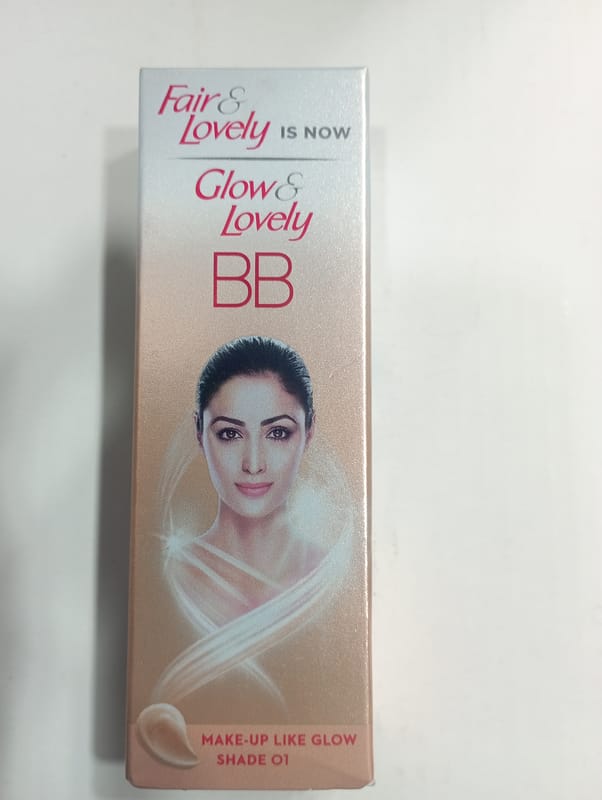 Fair &
Lovely IS NOW
Glow &
Lovely
BB
MAKE-UP LIKE GLOW
SHADE 01